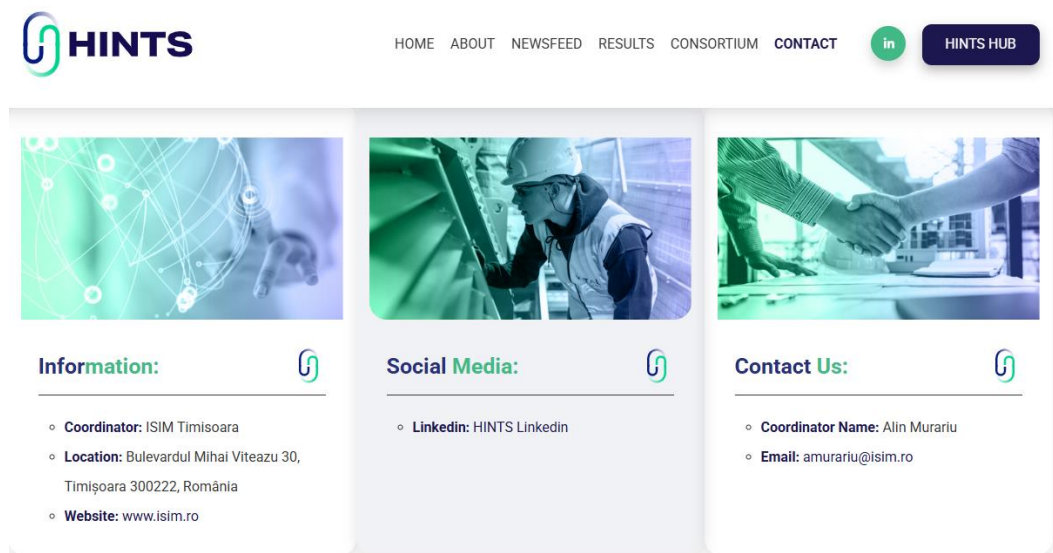 HINTS
HOME ABOUT NEWSFEED RESULTS CONSORTIUM CONTACT in HINTS HUB
Information:
Coordinator: ISIM Timisoara
Location: Bulevardul Mihai Viteazu 30,
Timișoara 300222, România
Website: www.isim.ro
Social Media:
Linkedin: HINTS Linkedin
Contact Us:
Coordinator Name: Alin Murariu
Email: amurariu@isim.ro